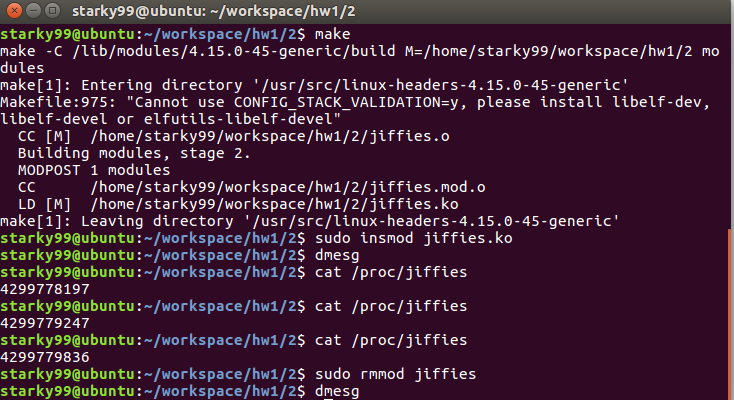 starky99@ubuntu: ~/workspace/hw1/2
starky99@ubuntu:~/workspace/hw1/2$ make
make -C /lib/modules/4.15.0-45-generic/build M=/home/starky99/workspace/hw1/2 mo
dules
make[1]: Entering directory '/usr/src/linux-headers-4.15.0-45-generic'
Makefile:975: "Cannot use CONFIG_STACK_VALIDATION=y, please install libelf-dev,
libelf-devel or elfutils-libelf-devel"
  CC [M]  /home/starky99/workspace/hw1/2/jiffies.o
  Building modules, stage 2.
  MODPOST 1 modules
  CC      /home/starky99/workspace/hw1/2/jiffies.mod.o
  LD [M]  /home/starky99/workspace/hw1/2/jiffies.ko
make[1]: Leaving directory '/usr/src/linux-headers-4.15.0-45-generic'
starky99@ubuntu:~/workspace/hw1/2$ sudo insmod jiffies.ko
starky99@ubuntu:~/workspace/hw1/2$ dmesg
starky99@ubuntu:~/workspace/hw1/2$ cat /proc/jiffies
4299778197
starky99@ubuntu:~/workspace/hw1/2$ cat /proc/jiffies
4299779247
starky99@ubuntu:~/workspace/hw1/2$ cat /proc/jiffies
4299779836
starky99@ubuntu:~/workspace/hw1/2$ sudo rmmod jiffies
starky99@ubuntu:~/workspace/hw1/2$ dmesg